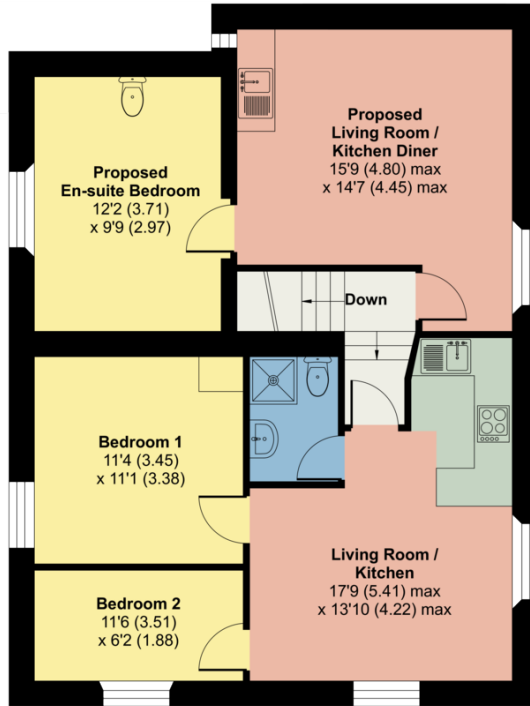 Proposed
Living Room /
Kitchen Diner
15'9 (4.80) max
x 14'7 (4.45) max
Proposed
En-suite Bedroom
12'2 (3.71)
x 9'9 (2.97)
Down
Bedroom 1
11'4 (3.45)
x 11'1 (3.38)
Living Room /
Kitchen
17'9 (5.41) max
x 13'10 (4.22) max
Bedroom 2
11'6 (3.51)
x 6'2 (1.88)